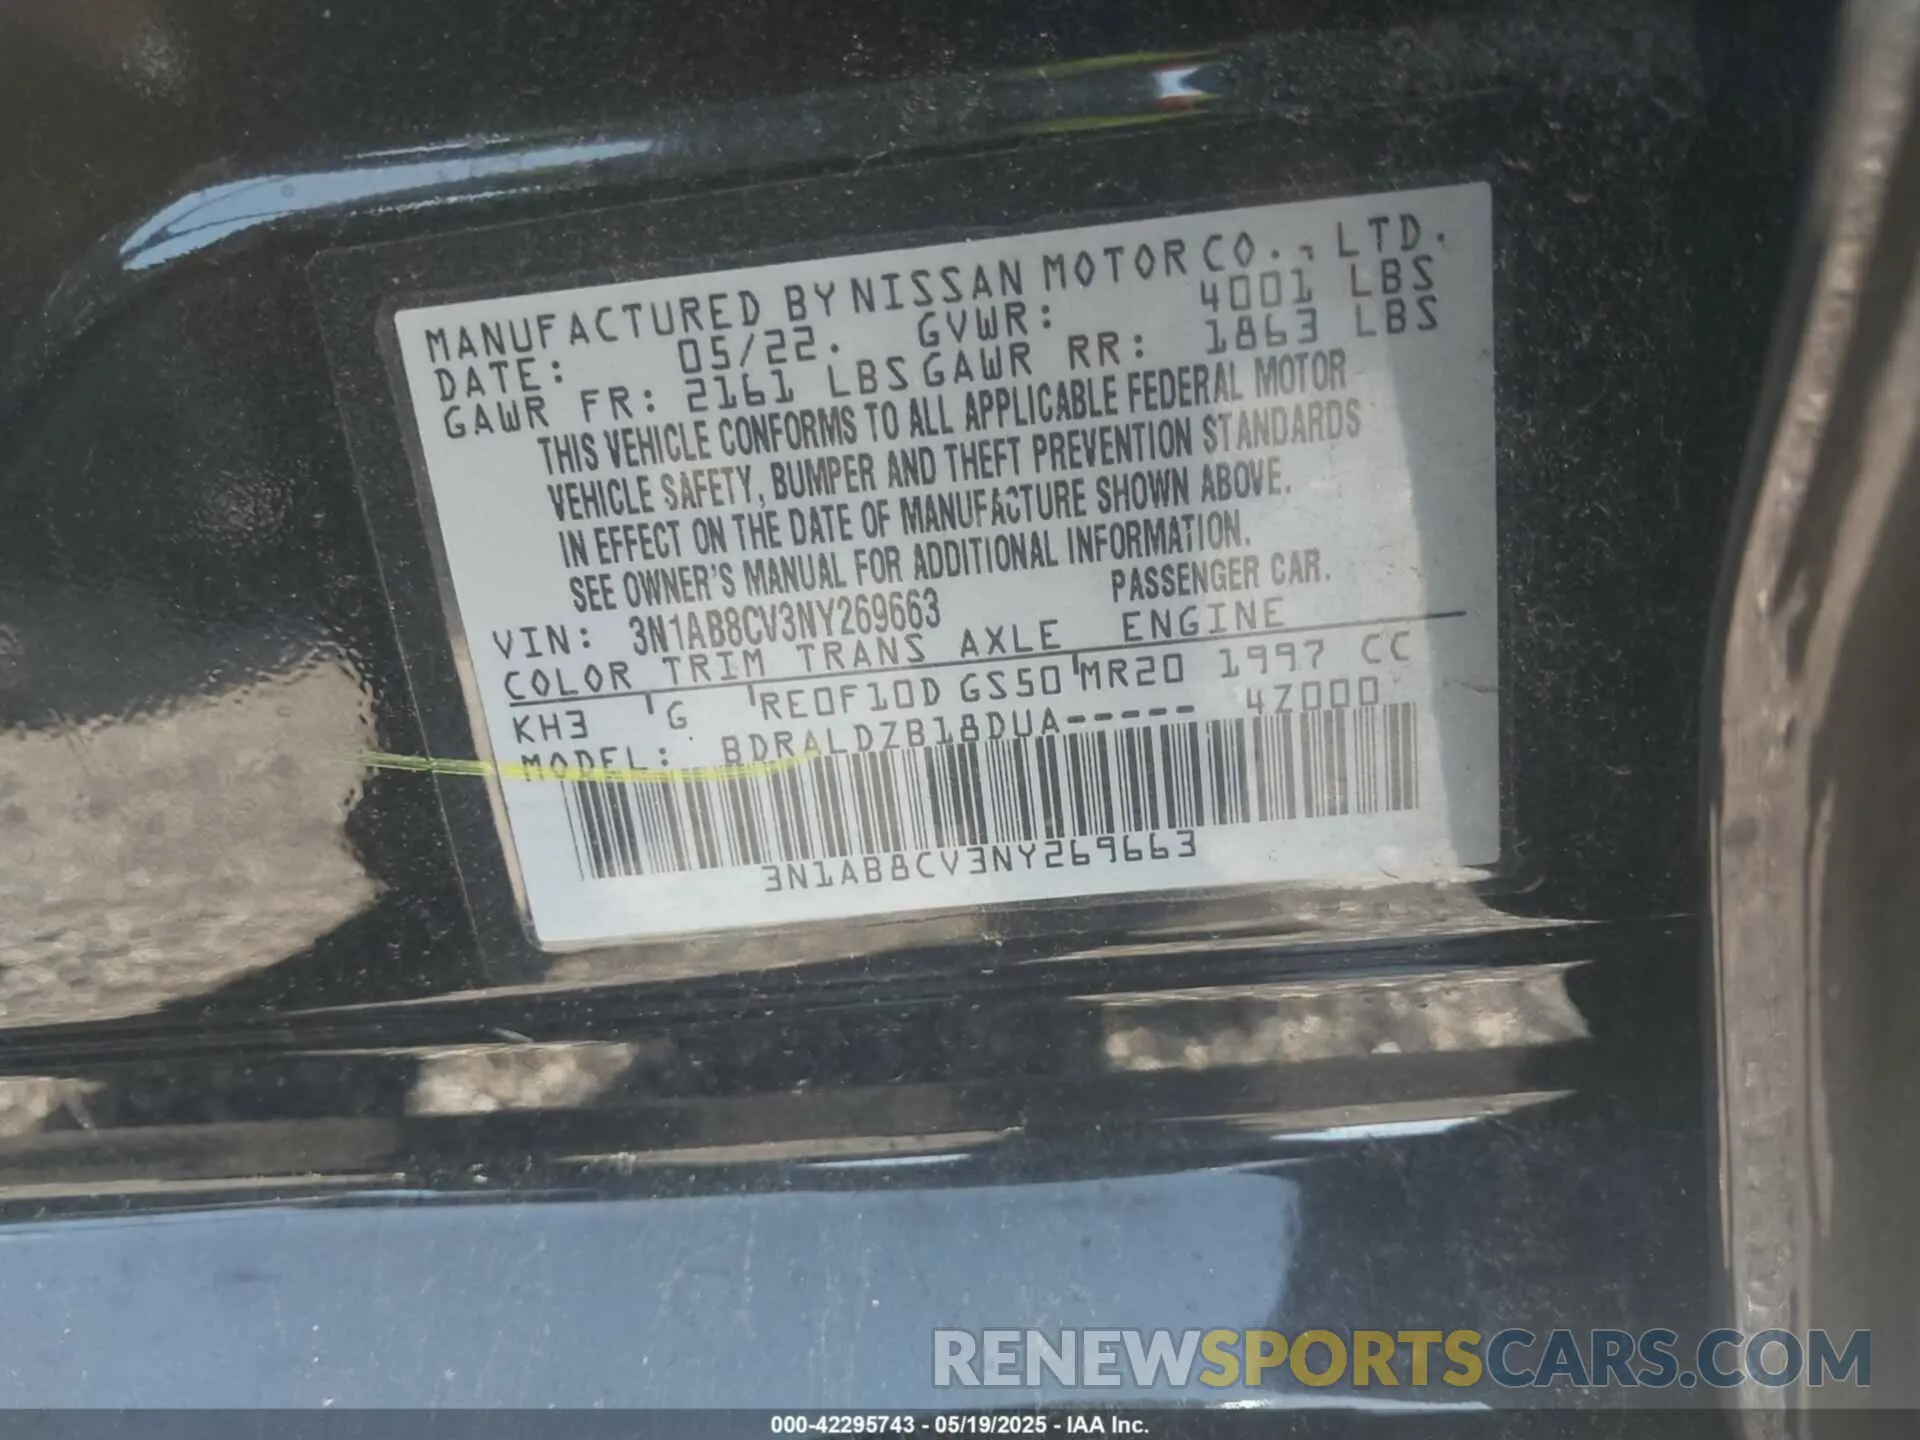 MANUFACTURED BY NISSAN MOTOR CO., LTD.
DATE: 05/22. GVWR: 4001 LBS
GAWR FR: 2161 LBS GAWR RR: 1863 LBS
THIS VEHICLE CONFORMS TO ALL APPLICABLE FEDERAL MOTOR
VEHICLE SAFETY, BUMPER AND THEFT PREVENTION STANDARDS
IN EFFECT ON THE DATE OF MANUFACTURE SHOWN ABOVE.
SEE OWNER'S MANUAL FOR ADDITIONAL INFORMATION.
VIN: 3N1AB8CV3NY269663 PASSENGER CAR.
COLOR TRIM TRANS AXLE ENGINE
KH3 G RE0F10D GS50 MR20 1997 CC
MODEL: BDRALDZB18DUA----- 4Z000
3N1AB8CV3NY269663
RENEWSPORTSCARS.COM
000-42295743 - 05/19/2025 - IAA Inc.